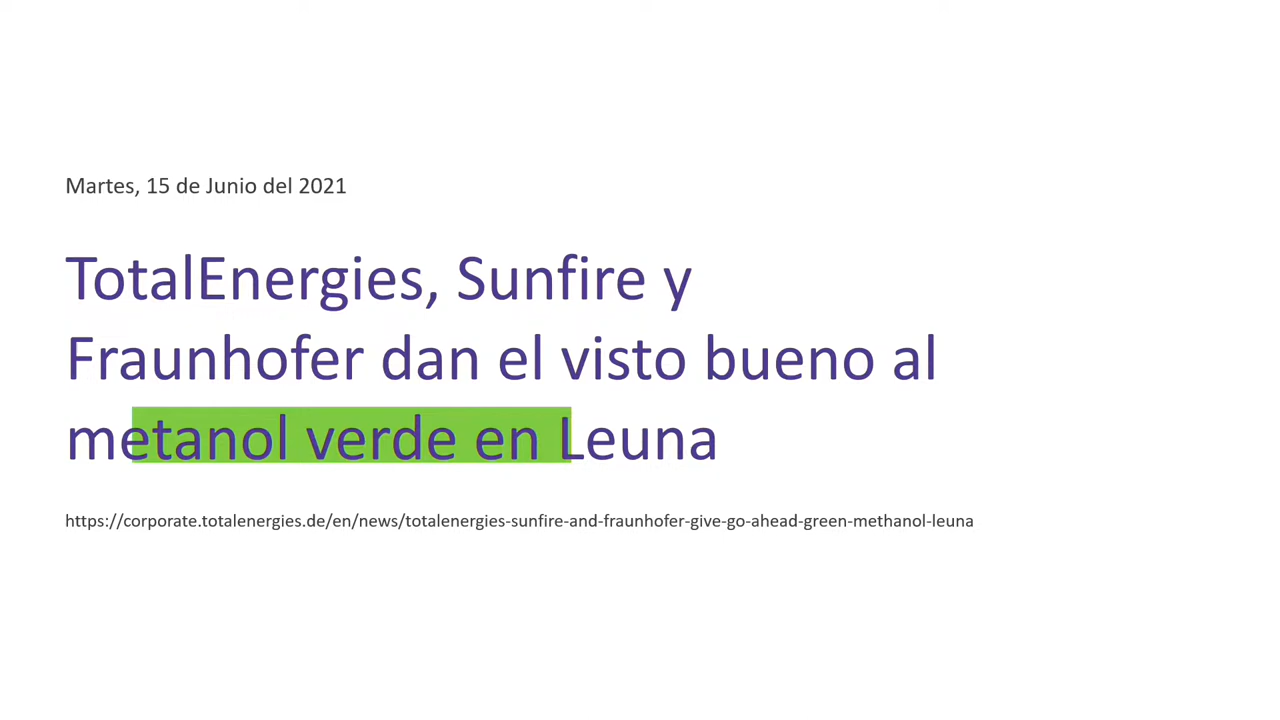 Martes, 15 de Junio del 2021
TotalEnergies, Sunfire y
Fraunhofer dan el visto bueno al
metanol verde en Leuna
https://corporate.totalenergies.de/en/news/totalenergies-sunfire-and-fraunhofer-give-go-ahead-green-methanol-leuna